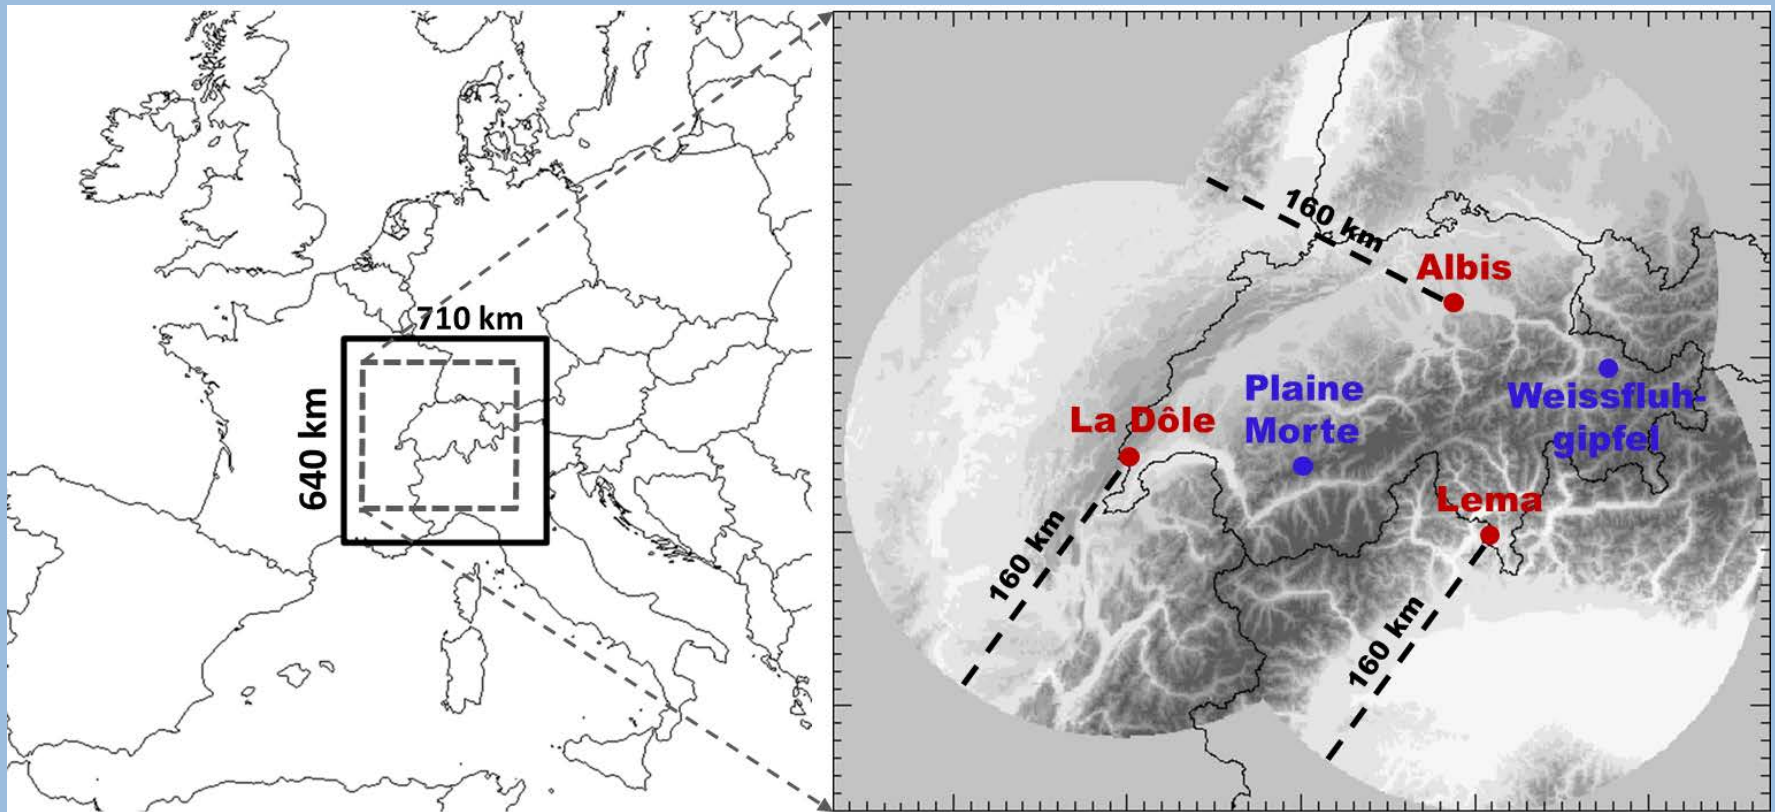 710 km
640 km
160 km
Albis
La Dôle
Plaine
Morte
Weissfluh-
gipfel
Lema
160 km
160 km